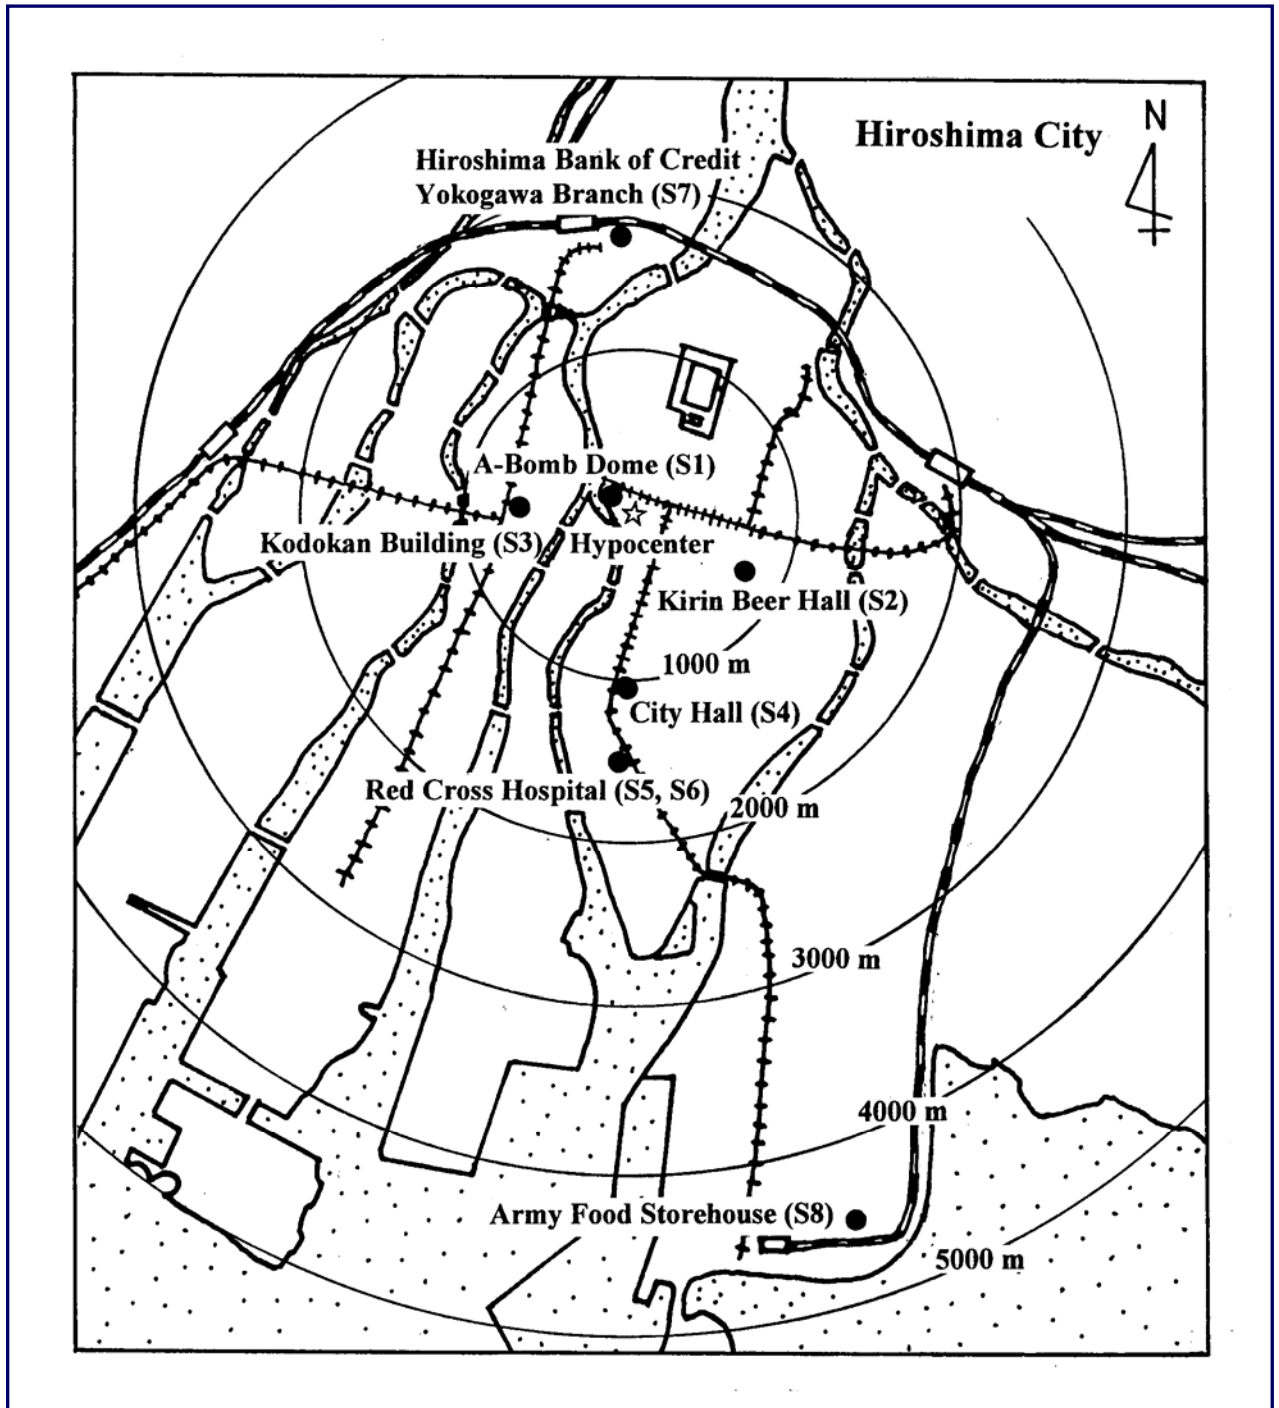 N
Hiroshima City
Hiroshima Bank of Credit
Yokogawa Branch (S7)
A-Bomb Dome (S1)
Kodokan Building (S3)
Hypocenter
Kirin Beer Hall (S2)
1000 m
City Hall (S4)
Red Cross Hospital (S5, S6)
2000 m
3000 m
4000 m
Army Food Storehouse (S8)
5000 m